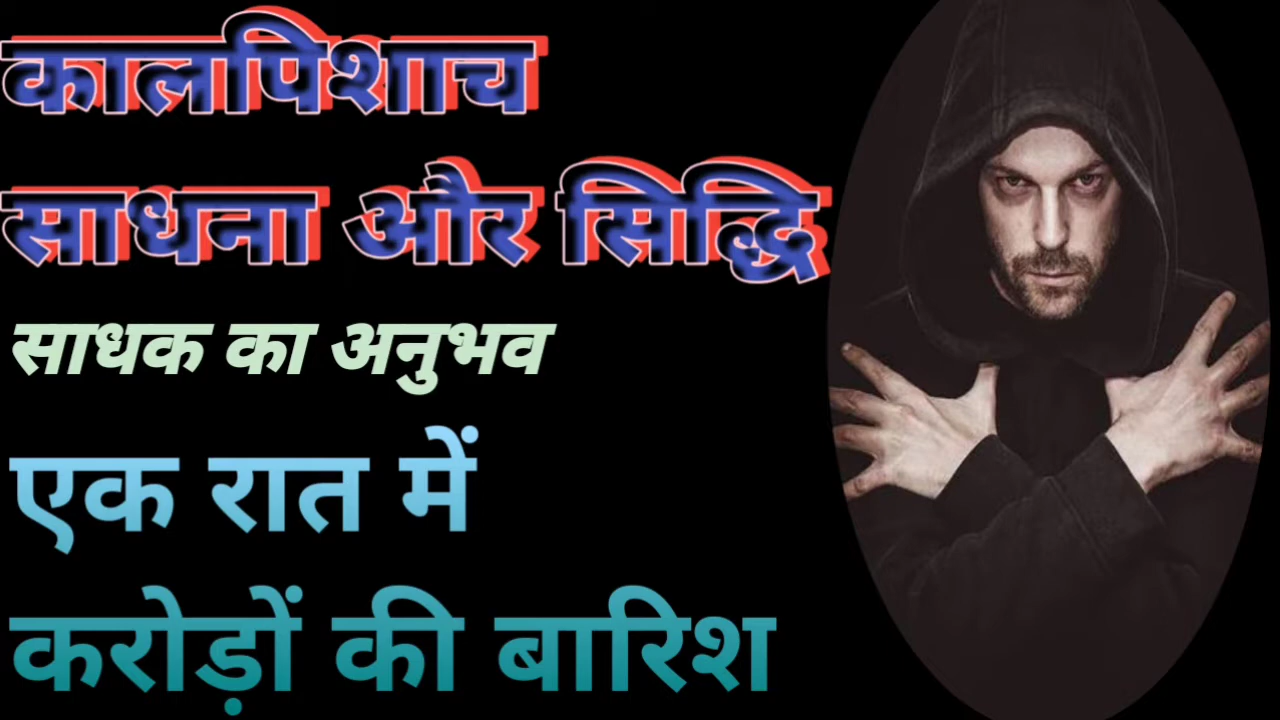 कालपिशाच
साधना और सिद्धि
साधक का अनुभव
एक रात में
करोड़ों की बारिश